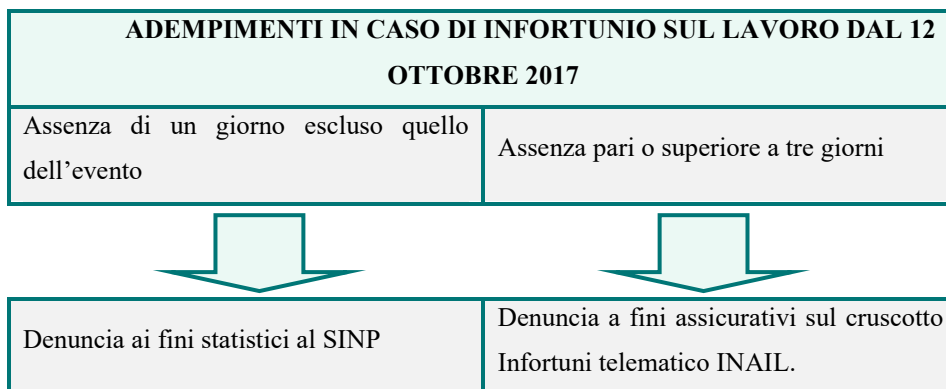 ADEMPIMENTI IN CASO DI INFORTUNIO SUL LAVORO DAL 12
OTTOBRE 2017
Assenza di un giorno escluso quello
dell’evento
Assenza pari o superiore a tre giorni
Denuncia ai fini statistici al SINP
Denuncia a fini assicurativi sul cruscotto
Infortuni telematico INAIL.